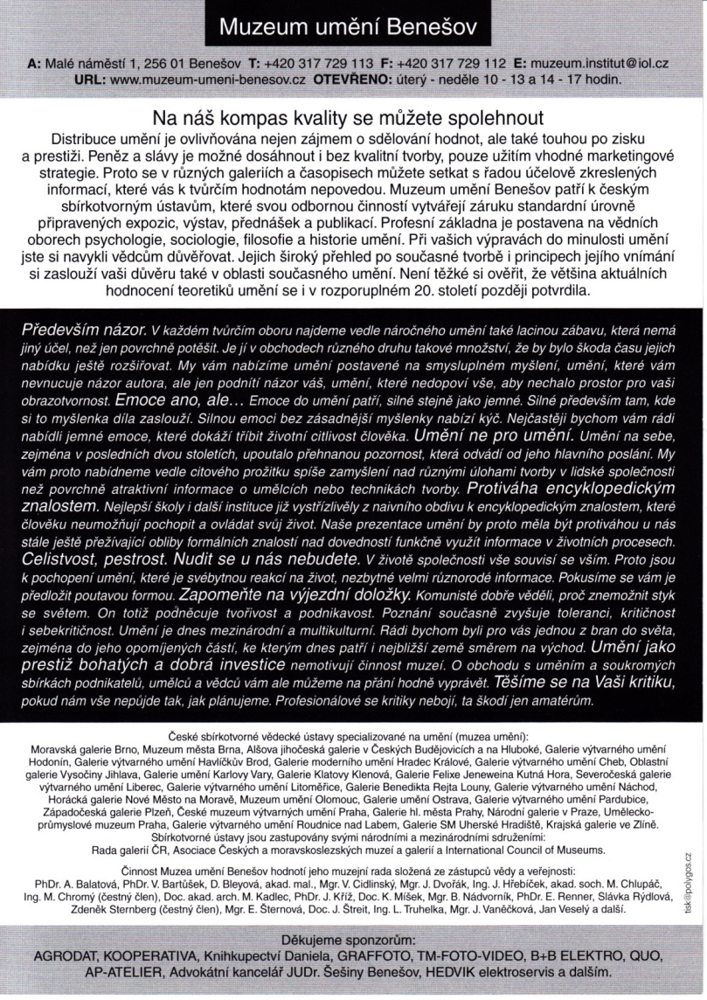 Muzeum umění Benešov
A: Malé náměstí 1, 256 01 Benešov T: +420 317 729 113 F: +420 317 729 112 E: muzeum.institut@iol.cz
URL: www.muzeum-umeni-benesov.cz OTEVŘENO: úterý - neděle 10 - 13 a 14 - 17 hodin.
Na náš kompas kvality se můžete spolehnout
Distribuce umění je ovlivňována nejen zájmem o sdělování hodnot, ale také touhou po zisku
a prestiži. Peněz a slávy je možné dosáhnout i bez kvalitní tvorby, pouze užitím vhodné marketingové
strategie. Proto se v různých galeriích a časopisech můžete setkat s řadou účelově zkreslených
informací, které vás k tvůrčím hodnotám nepovedou. Muzeum umění Benešov patří k českým
sbírkotvorným ústavům, které svou odbornou činností vytvářejí záruku standardní úrovně
připravených expozic, výstav, přednášek a publikací. Profesní základna je postavena na vědních
oborech psychologie, sociologie, filosofie a historie umění. Při vašich výpravách do minulosti umění
jste si navykli vědcům důvěřovat. Jejich široký přehled po současné tvorbě i principech jejího vnímání
si zaslouží vaši důvěru také v oblasti současného umění. Není těžké si ověřit, že většina aktuálních
hodnocení teoretiků umění se i v rozporuplném 20. století později potvrdila.
Především názor. V každém tvůrčím oboru najdeme vedle náročného umění také lacinou zábavu, která nemá
jiný účel, než jen povrchně potěšit. Je jí v obchodech různého druhu takové množství, že by bylo škoda času jejich
nabídku ještě rozšiřovat. My vám nabízíme umění postavené na smysluplném myšlení, umění, které vám
nevnucuje názor autora, ale jen podnítí názor váš, umění, které nedopoví vše, aby nechalo prostor pro vaši
obrazotvornost. Emoce ano, ale... Emoce do umění patří, silné stejně jako jemné. Silné především tam, kde
si to myšlenka díla zaslouží. Silnou emoci bez zásadnější myšlenky nabízí kýč. Nejčastěji bychom vám rádi
nabídli jemné emoce, které dokáží tříbit životní citlivost člověka. Umění ne pro umění. Umění na sebe,
zejména v posledních dvou stoletích, upoutalo přehnanou pozornost, která odvádí od jeho hlavního poslání. My
vám proto nabídneme vedle citového prožitku spíše zamyšlení nad různými úlohami tvorby v lidské společnosti
než povrchně atraktivní informace o umělcích nebo technikách tvorby. Protiváha encyklopedickým
znalostem. Nejlepší školy i další instituce již vystřízlivěly z naivního obdivu k encyklopedickým znalostem, které
člověku neumožňují pochopit a ovládat svůj život. Naše prezentace umění by proto měla být protiváhou u nás
stále ještě přežívající obliby formálních znalostí nad dovedností funkčně využít informace v životních procesech.
Celistvost, pestrost. Nudit se u nás nebudete. V životě společnosti vše souvisí se vším. Proto jsou
k pochopení umění, které je svébytnou reakcí na život, nezbytné velmi různorodé informace. Pokusíme se vám je
předložit poutavou formou. Zapomeňte na výjezdní doložky. Komunisté dobře věděli, proč znemožnit styk
se světem. On totiž podněcuje tvořivost a podnikavost. Poznání současně zvyšuje toleranci, kritičnost
i sebekritičnost. Umění je dnes mezinárodní a multikulturní. Rádi bychom byli pro vás jednou z bran do světa,
zejména do jeho opomíjených částí, ke kterým dnes patří i nejbližší země směrem na východ. Umění jako
prestiž bohatých a dobrá investice nemotivují činnost muzeí. O obchodu s uměním a soukromých
sbírkách podnikatelů, umělců a vědců vám ale můžeme na přání hodně vyprávět. Těšíme se na Vaši kritiku,
pokud nám vše nepůjde tak, jak plánujeme. Profesionálové se kritiky nebojí, ta škodí jen amatérům.
České sbírkotvorné vědecké ústavy specializované na umění (muzea umění):
Moravská galerie Brno, Muzeum města Brna, Alšova jihočeská galerie v Českých Budějovicích a na Hluboké, Galerie výtvarného umění
Hodonín, Galerie výtvarného umění Havlíčkův Brod, Galerie moderního umění Hradec Králové, Galerie výtvarného umění Cheb, Oblastní
galerie Vysočiny Jihlava, Galerie umění Karlovy Vary, Galerie Klatovy Klenová, Galerie Felixe Jeneweina Kutná Hora, Severočeská galerie
výtvarného umění Liberec, Galerie výtvarného umění Litoměřice, Galerie Benedikta Rejta Louny, Galerie výtvarného umění Náchod,
Horácká galerie Nové Město na Moravě, Muzeum umění Olomouc, Galerie umění Ostrava, Galerie výtvarného umění Pardubice,
Západočeská galerie Plzeň, České muzeum výtvarných umění Praha, Galerie hl. města Prahy, Národní galerie v Praze, Umělecko-
průmyslové muzeum Praha, Galerie výtvarného umění Roudnice nad Labem, Galerie SM Uherské Hradiště, Krajská galerie ve Zlíně.
Sbírkotvorné ústavy jsou zastupovány svými národními a mezinárodními sdruženími:
Rada galerií ČR, Asociace Českých a moravskoslezských muzeí a galerií a International Council of Museums.
Činnost Muzea umění Benešov hodnotí jeho muzejní rada složená ze zástupců vědy a veřejnosti:
PhDr. A. Balatová, PhDr. V. Bartůšek, D. Bleyová, akad. mal., Mgr. V. Cidlinský, Mgr. J. Dvořák, Ing. J. Hřebíček, akad. soch. M. Chlupáč,
Ing. M. Chromý (čestný člen), Doc. akad. arch. M. Kadlec, PhDr. J. Kříž, Doc. K. Míšek, Mgr. B. Nádvorník, PhDr. E. Renner, Slávka Rýdlová,
Zdeněk Sternberg (čestný člen), Mgr. E. Šternová, Doc. J. Štreit, Ing. L. Truhelka, Mgr. J. Vaněčková, Jan Veselý a další.
tisk@polygos.cz
Děkujeme sponzorům:
AGRODAT, KOOPERATIVA, Knihkupectví Daniela, GRAFFOTO, TM-FOTO-VIDEO, B+B ELEKTRO, QUO,
AP-ATELIER, Advokátní kancelář JUDr. Šešiny Benešov, HEDVIK elektroservis a dalším.